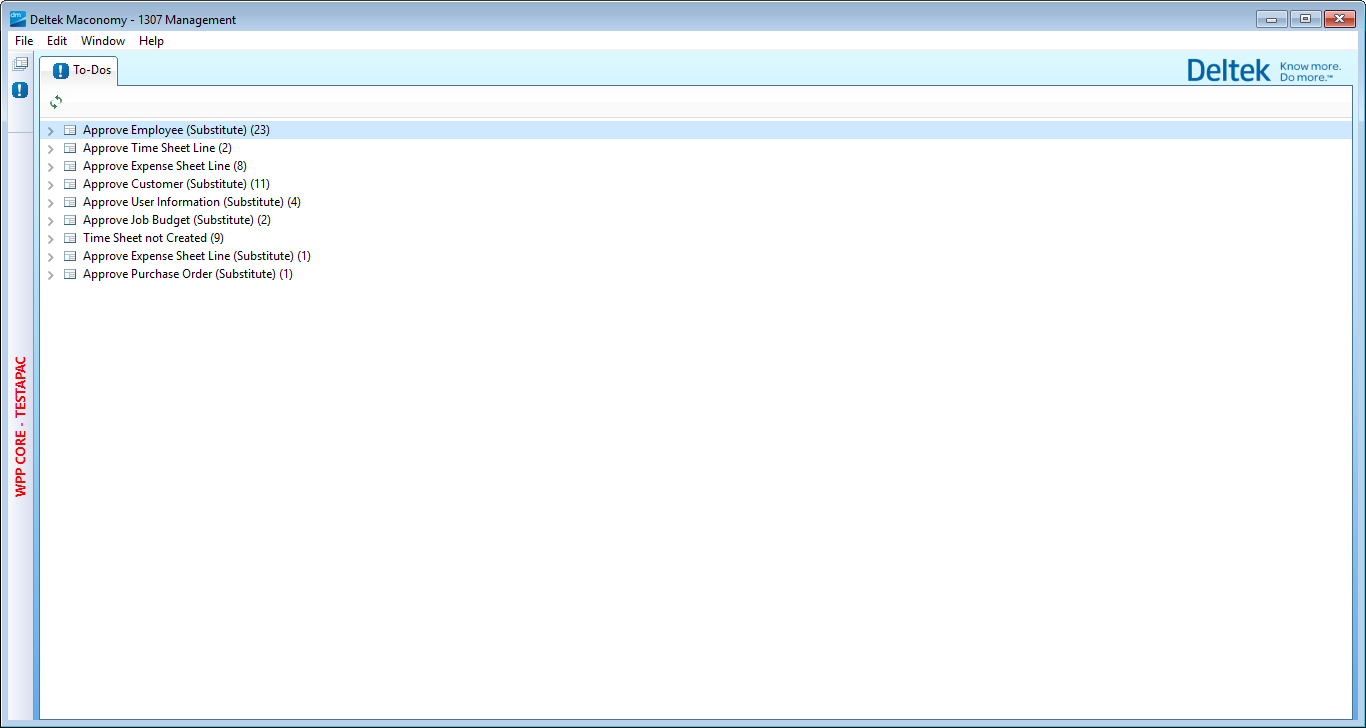 dm
Deltek Maconomy - 1307 Management
File Edit Window Help
To-Dos
Deltek Know more.
Do more.™
Approve Employee (Substitute) (23)
Approve Time Sheet Line (2)
Approve Expense Sheet Line (8)
Approve Customer (Substitute) (11)
Approve User Information (Substitute) (4)
Approve Job Budget (Substitute) (2)
Time Sheet not Created (9)
Approve Expense Sheet Line (Substitute) (1)
Approve Purchase Order (Substitute) (1)
WPP CORE - TESTAPAC